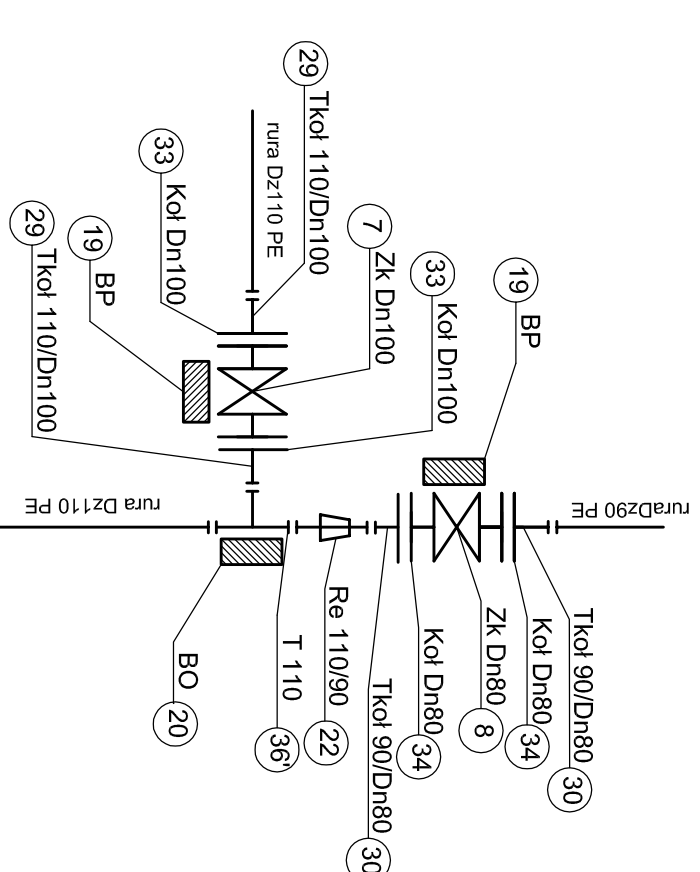 29 Tkoł 110/Dn100
rura Dz110 PE
33 Koł Dn100
7 Zk Dn100
29 Tkoł 110/Dn100
19 BP
33 Koł Dn100
19 BP
rura Dz110 PE
ruraDz90 PE
Tkoł 90/Dn80 30
Koł Dn80 34
Zk Dn80 8
Koł Dn80 34
Tkoł 90/Dn80 30
Re 110/90 22
T 110 36'
BO 20